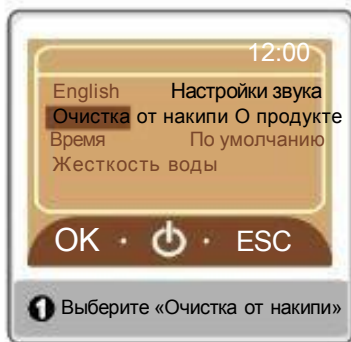 12:00
English Настройки звука
Очистка от накипи О продукте
Время По умолчанию
Жесткость воды
OK · · ESC
1 Выберите «Очистка от накипи»